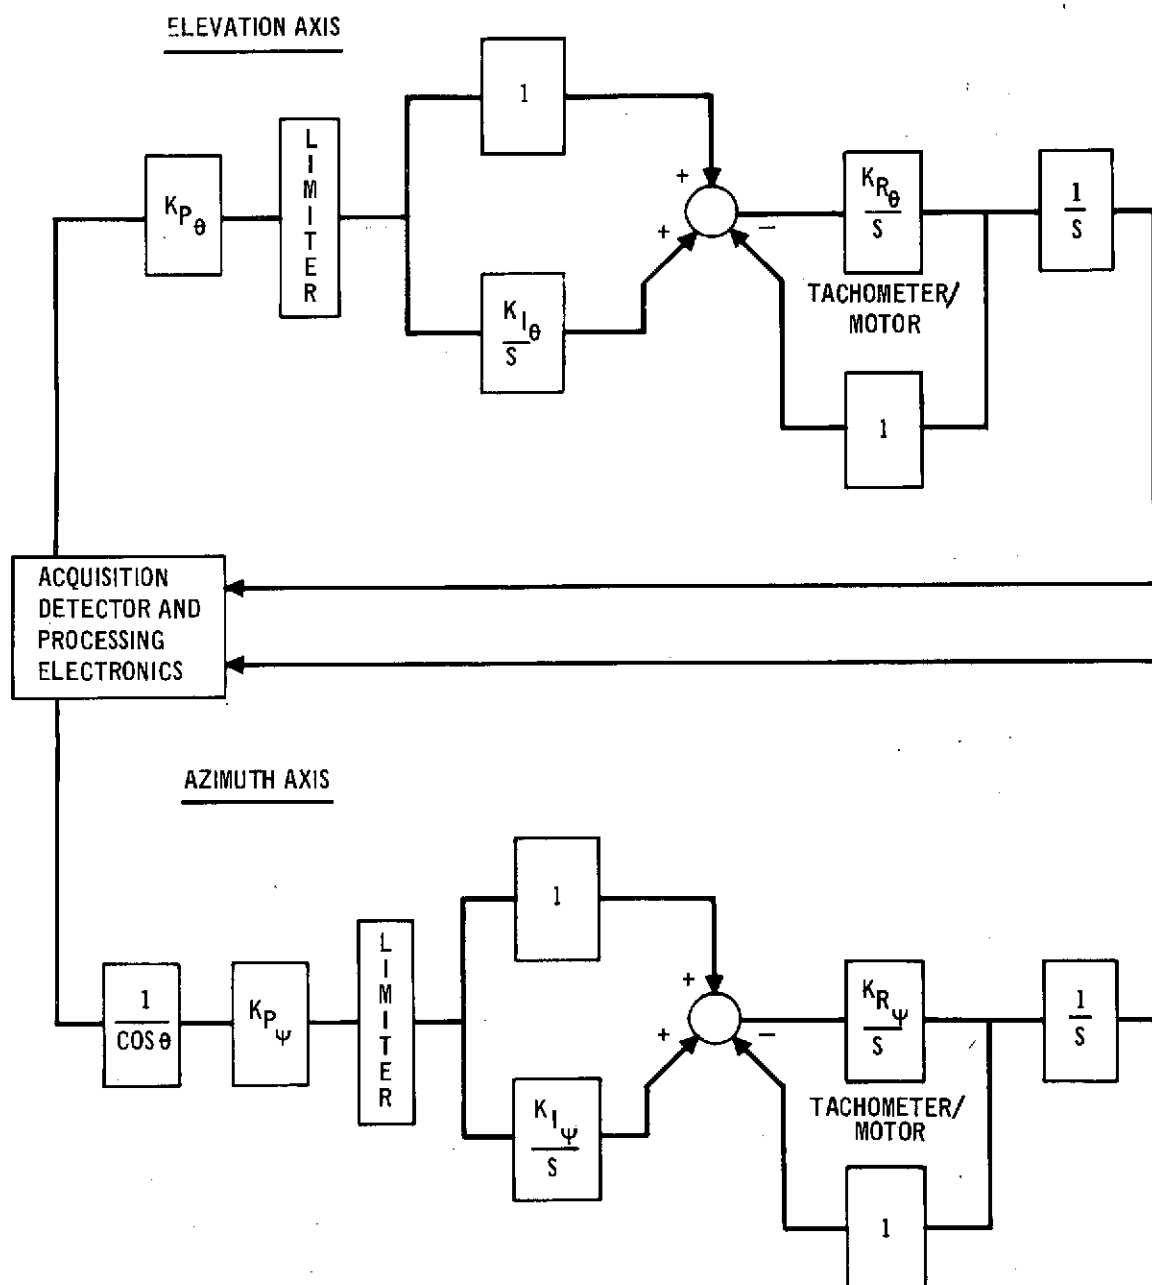 ELEVATION AXIS
1
LIMITER
K_Pθ
K_Rθ
S
1
S
K_Iθ
S
+
+
−
TACHOMETER/
MOTOR
1
ACQUISITION
DETECTOR AND
PROCESSING
ELECTRONICS
AZIMUTH AXIS
1
LIMITER
1
COS θ
K_Pψ
K_Rψ
S
1
S
+
+
−
K_Iψ
S
TACHOMETER/
MOTOR
1